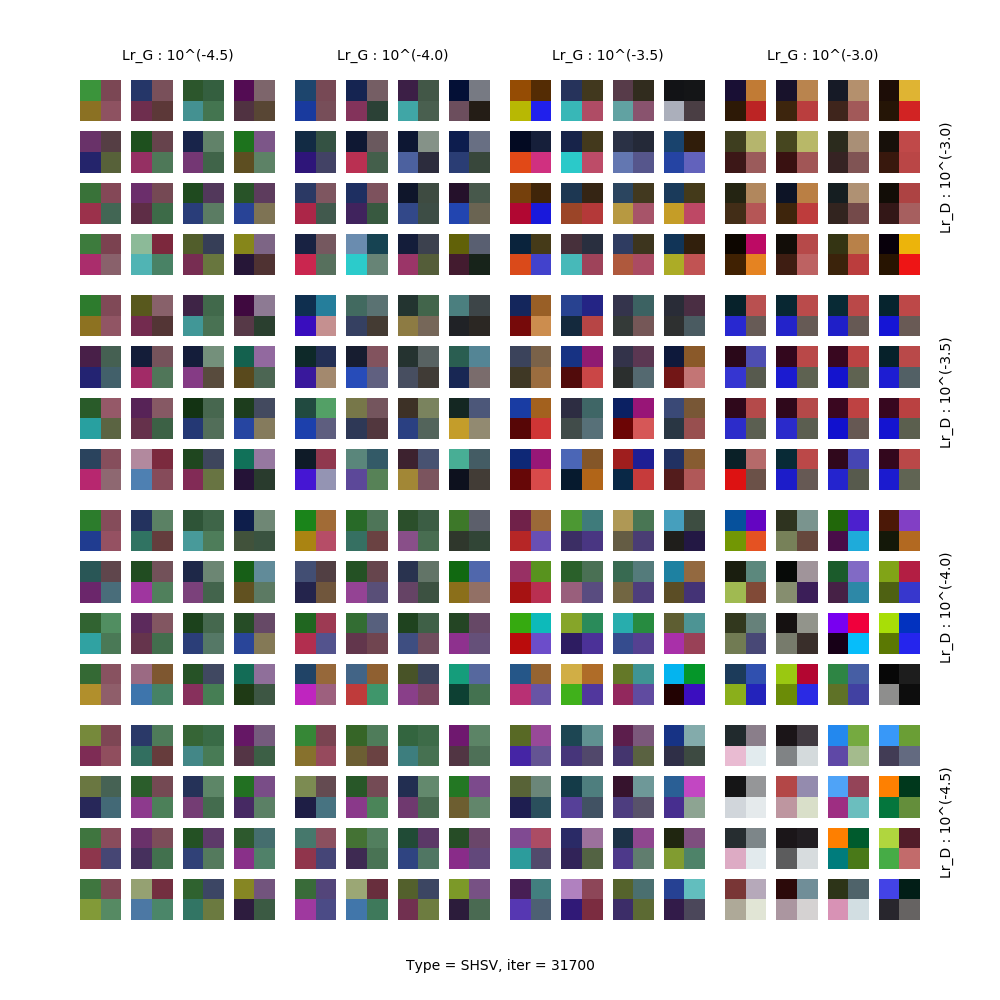 Lr_G : 10^(-4.5)
Lr_G : 10^(-4.0)
Lr_G : 10^(-3.5)
Lr_G : 10^(-3.0)
Lr_D : 10^(-3.0)
Lr_D : 10^(-3.5)
Lr_D : 10^(-4.0)
Lr_D : 10^(-4.5)
Type = SHSV, iter = 31700